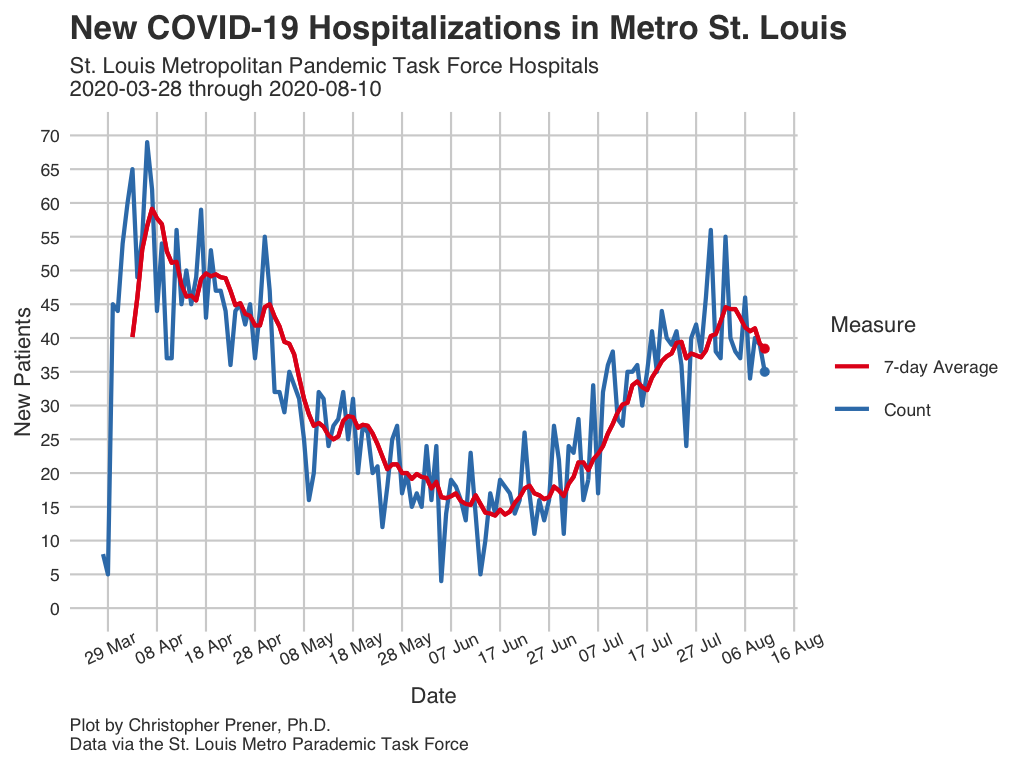 New COVID-19 Hospitalizations in Metro St. Louis
St. Louis Metropolitan Pandemic Task Force Hospitals
2020-03-28 through 2020-08-10
70
65
60
55
50
45
40
35
30
25
20
15
10
5
0
New Patients
29 Mar
08 Apr
18 Apr
28 Apr
08 May
18 May
28 May
07 Jun
17 Jun
27 Jun
07 Jul
17 Jul
27 Jul
06 Aug
16 Aug
Date
Measure
7-day Average
Count
Plot by Christopher Prener, Ph.D.
Data via the St. Louis Metro Parademic Task Force